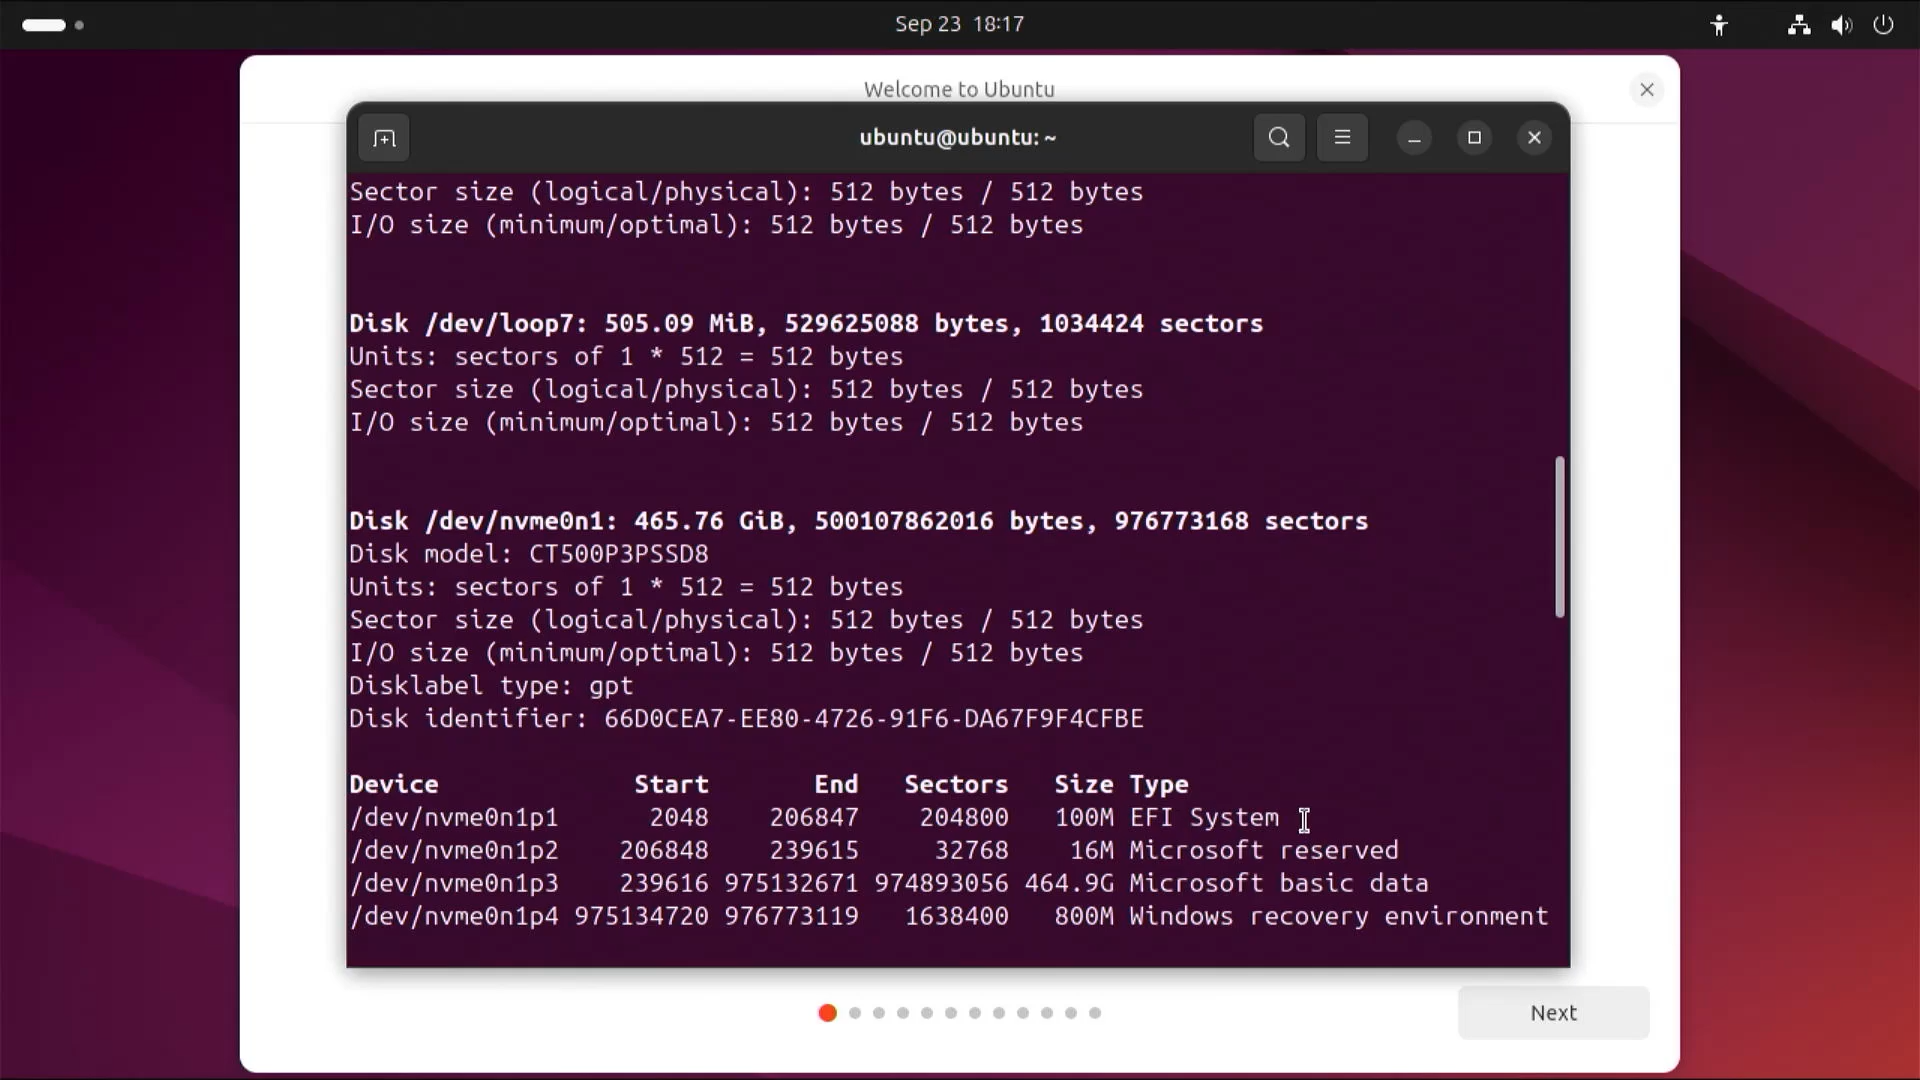 Sep 23 18:17
Welcome to Ubuntu
ubuntu@ubuntu: ~
Sector size (logical/physical): 512 bytes / 512 bytes
I/O size (minimum/optimal): 512 bytes / 512 bytes
Disk /dev/loop7: 505.09 MiB, 529625088 bytes, 1034424 sectors
Units: sectors of 1 * 512 = 512 bytes
Sector size (logical/physical): 512 bytes / 512 bytes
I/O size (minimum/optimal): 512 bytes / 512 bytes
Disk /dev/nvme0n1: 465.76 GiB, 500107862016 bytes, 976773168 sectors
Disk model: CT500P3PSSD8
Units: sectors of 1 * 512 = 512 bytes
Sector size (logical/physical): 512 bytes / 512 bytes
I/O size (minimum/optimal): 512 bytes / 512 bytes
Disklabel type: gpt
Disk identifier: 66D0CEA7-EE80-4726-91F6-DA67F9F4CFBE
Device Start End Sectors Size Type
/dev/nvme0n1p1 2048 206847 204800 100M EFI System
/dev/nvme0n1p2 206848 239615 32768 16M Microsoft reserved
/dev/nvme0n1p3 239616 975132671 974893056 464.9G Microsoft basic data
/dev/nvme0n1p4 975134720 976773119 1638400 800M Windows recovery environment
Next